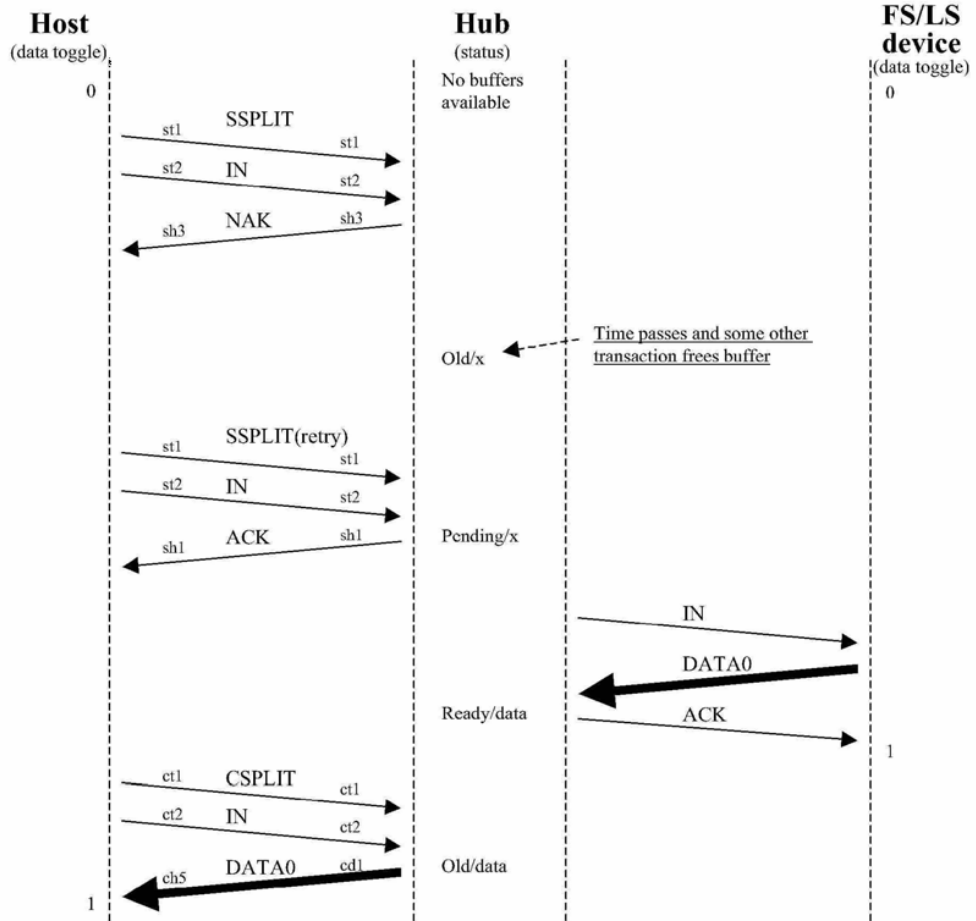 Host
(data toggle)
Hub
(status)
FS/LS
device
(data toggle)
0
No buffers
available
0
SSPLIT
st1
st1
IN
st2
st2
NAK
sh3
sh3
Time passes and some other
transaction frees buffer
Old/x
SSPLIT(retry)
st1
st1
IN
st2
st2
ACK
sh1
sh1
Pending/x
IN
DATA0
Ready/data
ACK
1
CSPLIT
ct1
ct1
IN
ct2
ct2
DATA0
ch5
cd1
Old/data
1